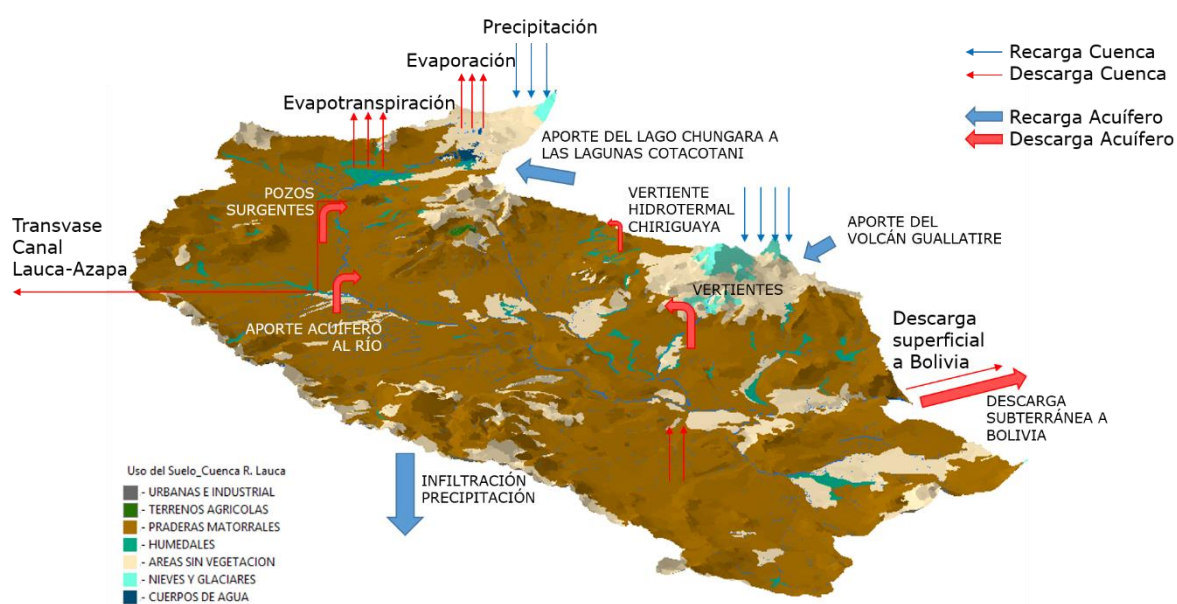 Precipitación
Evaporación
Evapotranspiración
Recarga Cuenca
Descarga Cuenca
Recarga Acuífero
Descarga Acuífero
APORTE DEL LAGO CHUNGARA A
LAS LAGUNAS COTACOTANI
POZOS
SURGENTES
VERTIENTE
HIDROTERMAL
CHIRIGUAYA
APORTE DEL
VOLCÁN GUALLATIRE
Transvase
Canal
Lauca-Azapa
VERTIENTES
APORTE ACUÍFERO
AL RÍO
Descarga
superficial
a Bolivia
DESCARGA
SUBTERRÁNEA A
BOLIVIA
INFILTRACIÓN
PRECIPITACIÓN
Uso del Suelo_Cuenca R. Lauca
- URBANAS E INDUSTRIAL
- TERRENOS AGRICOLAS
- PRADERAS MATORRALES
- HUMEDALES
- AREAS SIN VEGETACION
- NIEVES Y GLACIARES
- CUERPOS DE AGUA